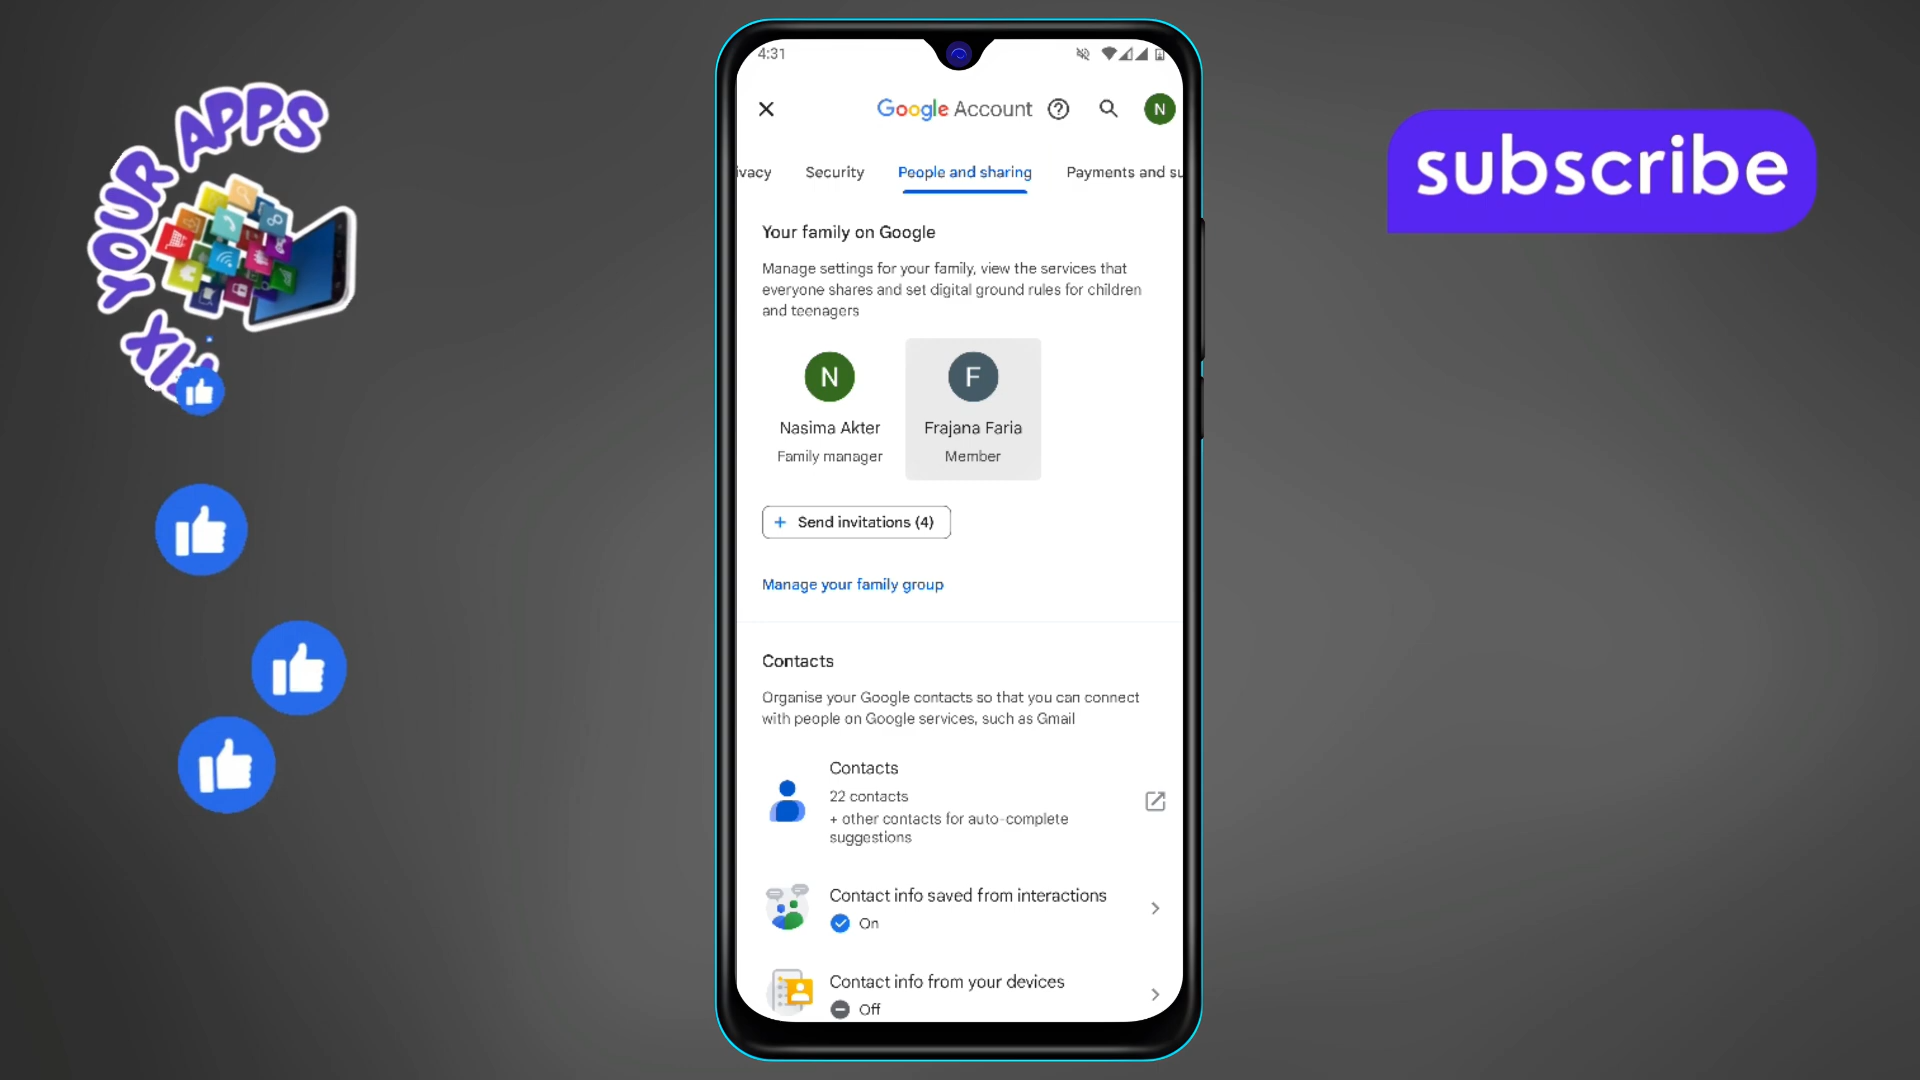 YOUR APPS FIX
subscribe
4:31
Google Account
N
ivacy
Security
People and sharing
Payments and su
Your family on Google
Manage settings for your family, view the services that
everyone shares and set digital ground rules for children
and teenagers
N
F
Nasima Akter
Frajana Faria
Family manager
Member
+ Send invitations (4)
Manage your family group
Contacts
Organise your Google contacts so that you can connect
with people on Google services, such as Gmail
Contacts
22 contacts
+ other contacts for auto-complete
suggestions
Contact info saved from interactions
On
Contact info from your devices
Off